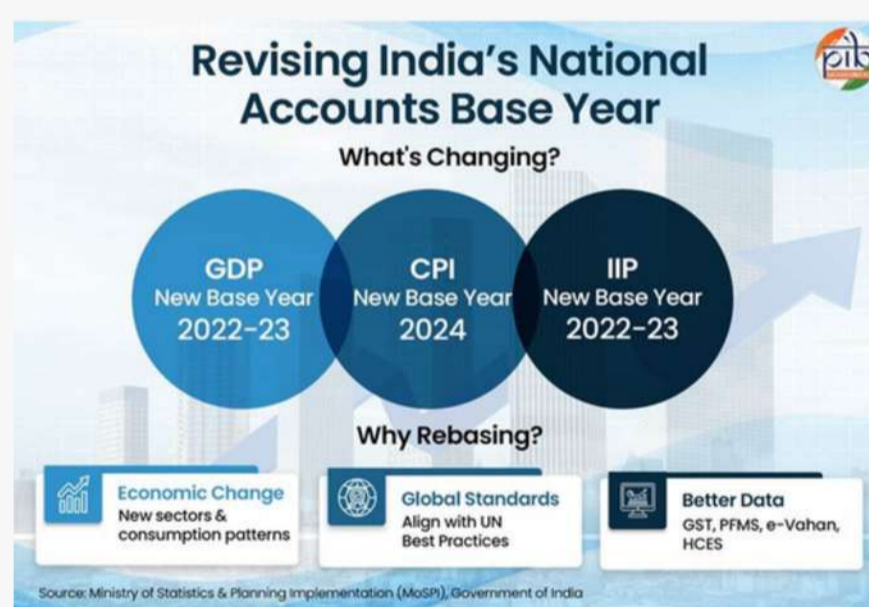 Revising India's National
Accounts Base Year
pib
What's Changing?
GDP
New Base Year
2022-23
CPI
New Base Year
2024
IIP
New Base Year
2022-23
Why Rebasing?
Economic Change
New sectors &
consumption patterns
Global Standards
Align with UN
Best Practices
Better Data
GST, PFMS, e-Vahan,
HCES
Source: Ministry of Statistics & Planning Implementation (MoSPI), Government of India